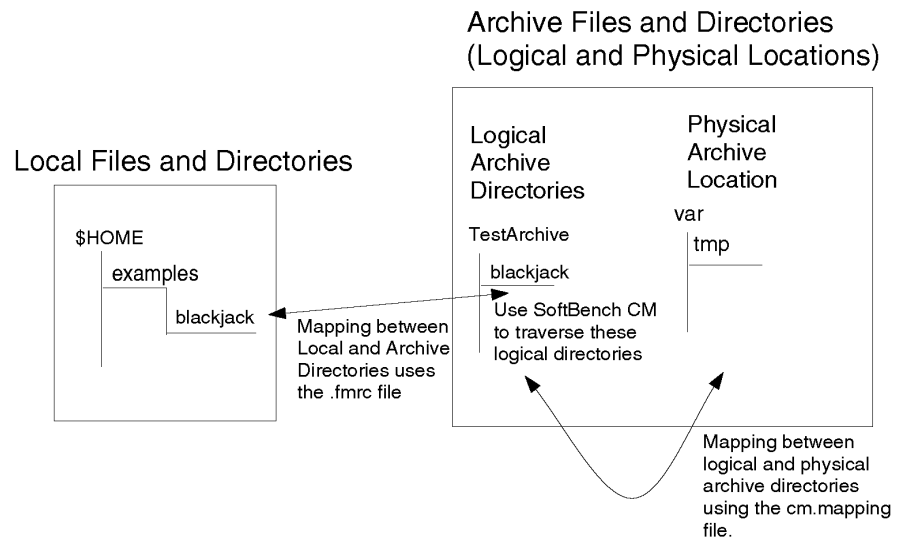 Archive Files and Directories
(Logical and Physical Locations)
Local Files and Directories
$HOME
examples
blackjack
Mapping between
Local and Archive
Directories uses
the .fmrc file
Logical
Archive
Directories
TestArchive
blackjack
Use SoftBench CM
to traverse these
logical directories
Physical
Archive
Location
var
tmp
Mapping between
logical and physical
archive directories
using the cm.mapping
file.